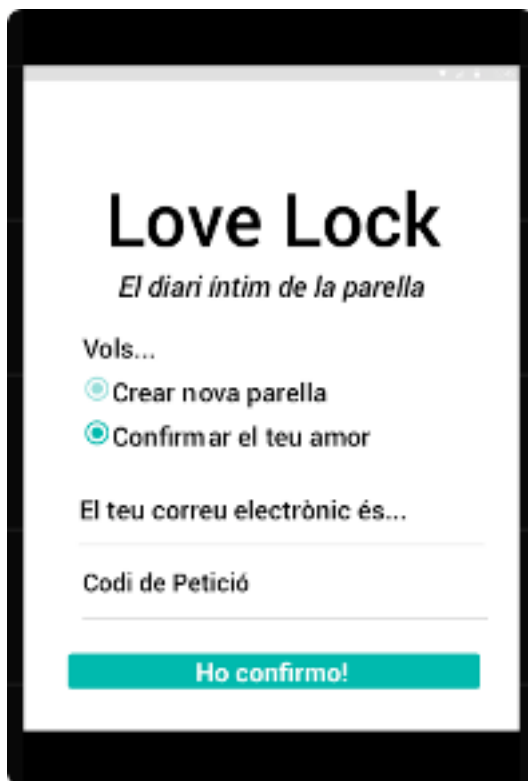 Love Lock
El diari íntim de la parella
Vols...
Crear nova parella
Confirmar el teu amor
El teu correu electrònic és...
Codi de Petició
Ho confirmo!